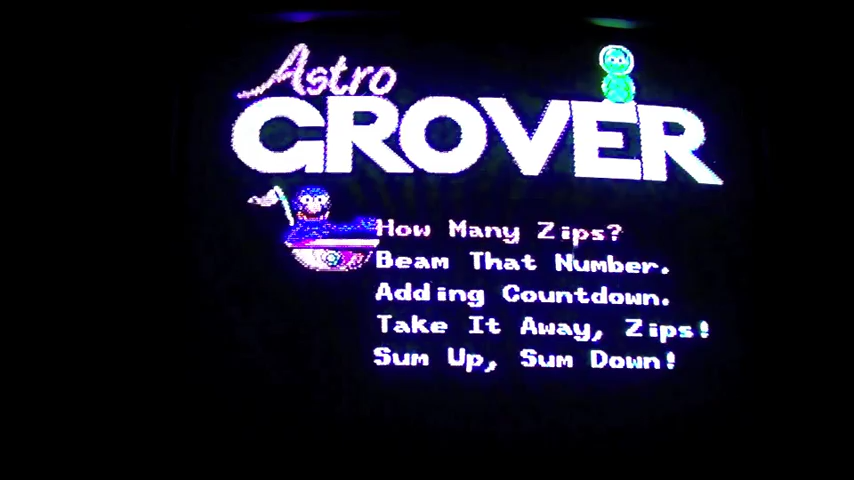 Astro
GROVER
How Many Zips?
Beam That Number.
Adding Countdown.
Take It Away, Zips!
Sum Up, Sum Down!